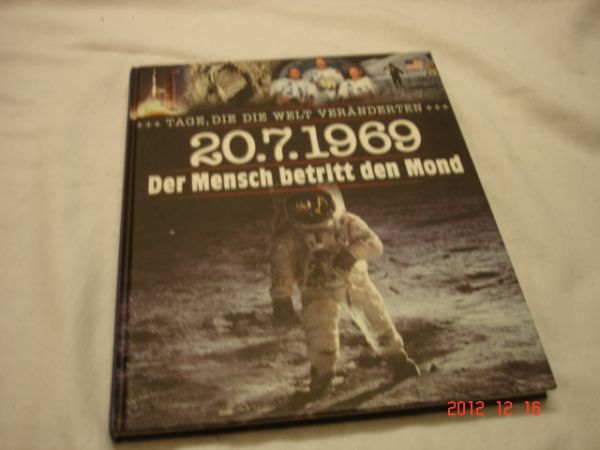 +++ TAGE, DIE DIE WELT VERÄNDERTEN +++
20.7.1969
Der Mensch betritt den Mond
2012 12 16